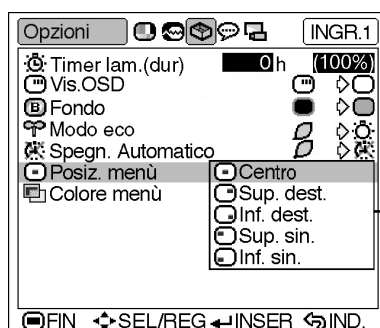 Opzioni INGR.1
Timer lam.(dur) 0 h (100%)
Vis.OSD
B Fondo
Modo eco
Spegn. Automatico
Posiz. menù Centro
Colore menù Sup. dest.
Inf. dest.
Sup. sin.
Inf. sin.
FIN SEL/REG INSER IND.